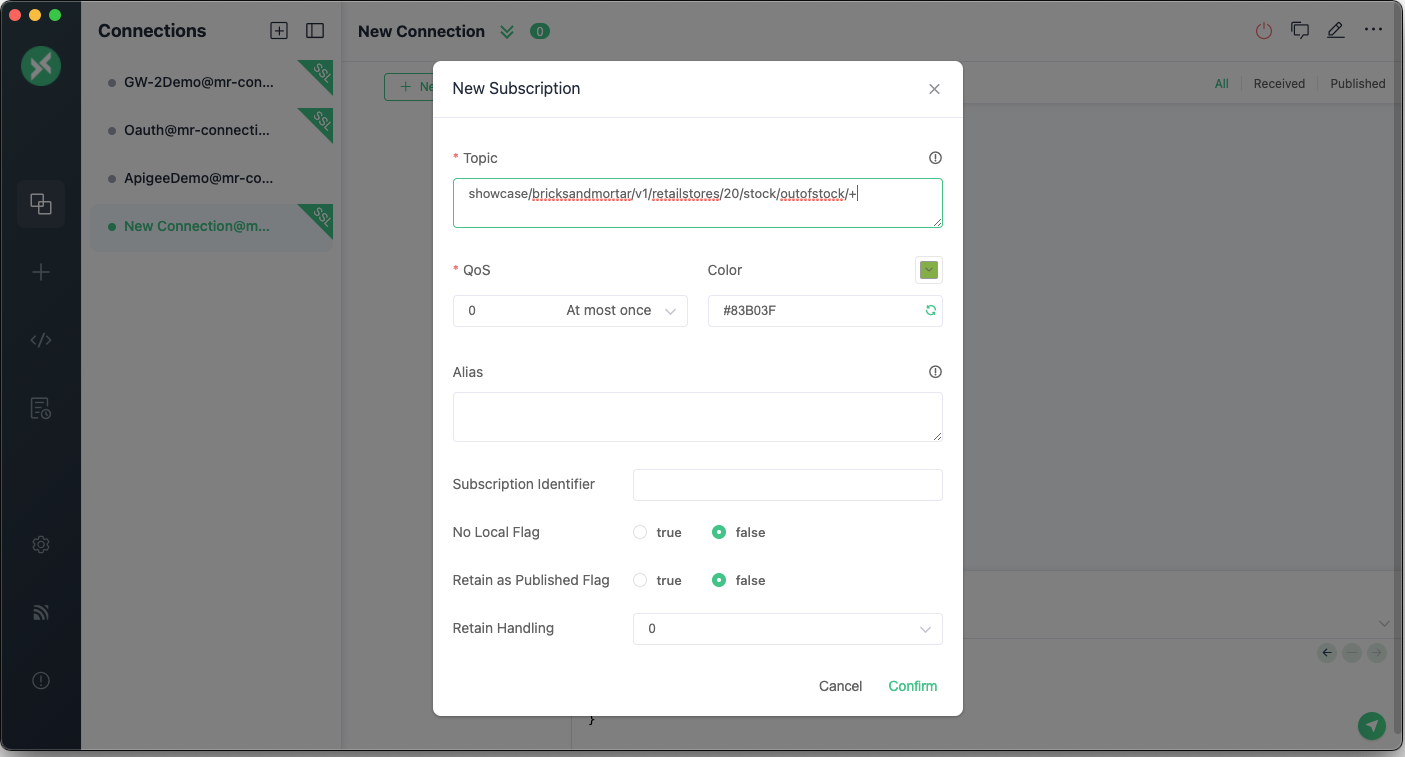 Connections
New Connection
0
GW-2Demo@mr-con...
SSL
Oauth@mr-connecti...
SSL
ApigeeDemo@mr-co...
New Connection@m...
SSL
+ Ne
All
Received
Published
New Subscription
* Topic
showcase/bricksandmortar/v1/retailstores/20/stock/outofstock/+
* QoS
Color
0 At most once
#83B03F
Alias
Subscription Identifier
No Local Flag
true
false
Retain as Published Flag
true
false
Retain Handling
0
Cancel
Confirm
}